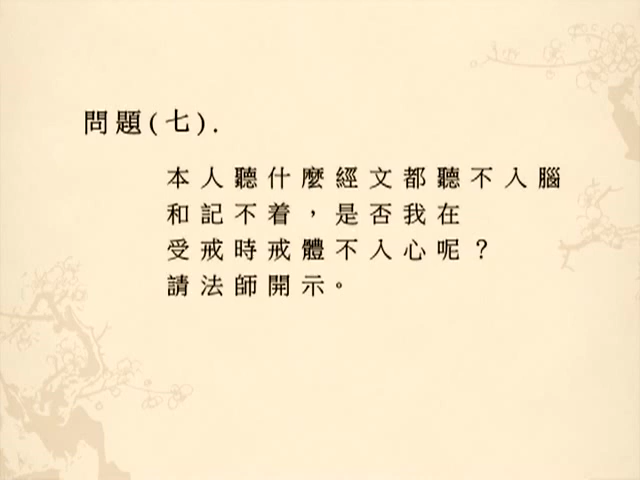 問題(七).
本人聽什麼經文都聽不入腦
和記不着，是否我在
受戒時戒體不入心呢？
請法師開示。